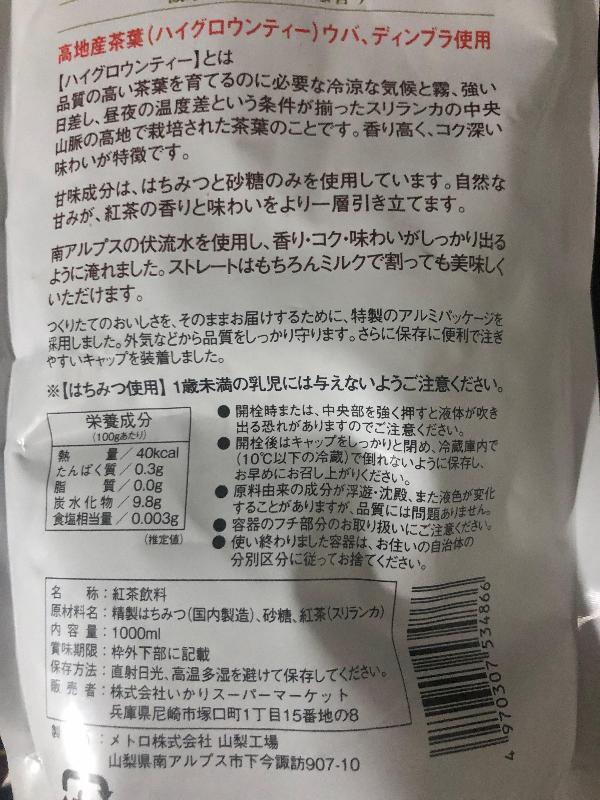 高地産茶葉(ハイグロウンティー)ウバ、ディンブラ使用
【ハイグロウンティー】とは
品質の高い茶葉を育てるのに必要な冷涼な気候と霧、強い
日差し、昼夜の温度差という条件が揃ったスリランカの中央
山脈の高地で栽培された茶葉のことです。香り高く、コク深い
味わいが特徴です。
甘味成分は、はちみつと砂糖のみを使用しています。自然な
甘みが、紅茶の香りと味わいをより一層引き立てます。
南アルプスの伏流水を使用し、香り・コク・味わいがしっかり出る
ように淹れました。ストレートはもちろんミルクで割っても美味しく
いただけます。
つくりたてのおいしさを、そのままお届けするために、特製のアルミパッケージを
採用しました。外気などから品質をしっかり守ります。さらに保存に便利で注ぎ
やすいキャップを装着しました。
※【はちみつ使用】1歳未満の乳児には与えないようご注意ください。
栄養成分
(100gあたり)
熱量/40kcal
たんぱく質/0.3g
脂質/0.0g
炭水化物/9.8g
食塩相当量/0.003g
(推定値)
●開栓時または、中央部を強く押すと液体が吹き
出る恐れがありますのでご注意ください。
●開栓後はキャップをしっかりと閉め、冷蔵庫内で
(10℃以下の冷蔵)で倒れないように保存し、
お早めにお召し上がりください。
●原料由来の成分が浮遊・沈殿、また液色が変化
することがありますが、品質には問題ありません。
●容器のフチ部分のお取り扱いにご注意ください。
●使い終わりました容器は、お住いの自治体の
分別区分に従ってお捨てください。
名称:紅茶飲料
原材料名:精製はちみつ(国内製造)、砂糖、紅茶(スリランカ)
内容量:1000ml
賞味期限:枠外下部に記載
保存方法:直射日光、高温多湿を避けて保存してください。
販売者:株式会社いかりスーパーマーケット
兵庫県尼崎市塚口町1丁目15番地の8
製:メトロ株式会社 山梨工場
山梨県南アルプス市下今諏訪907-10
4 970307 534866